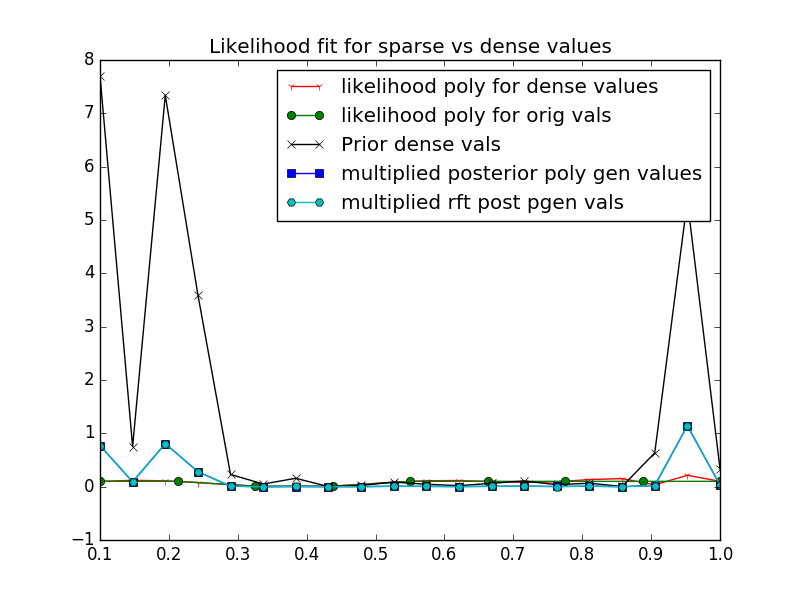 Likelihood fit for sparse vs dense values
8
7
6
5
4
3
2
1
0
−1
likelihood poly for dense values
likelihood poly for orig vals
Prior dense vals
multiplied posterior poly gen values
multiplied rft post pgen vals
0.1 0.2 0.3 0.4 0.5 0.6 0.7 0.8 0.9 1.0